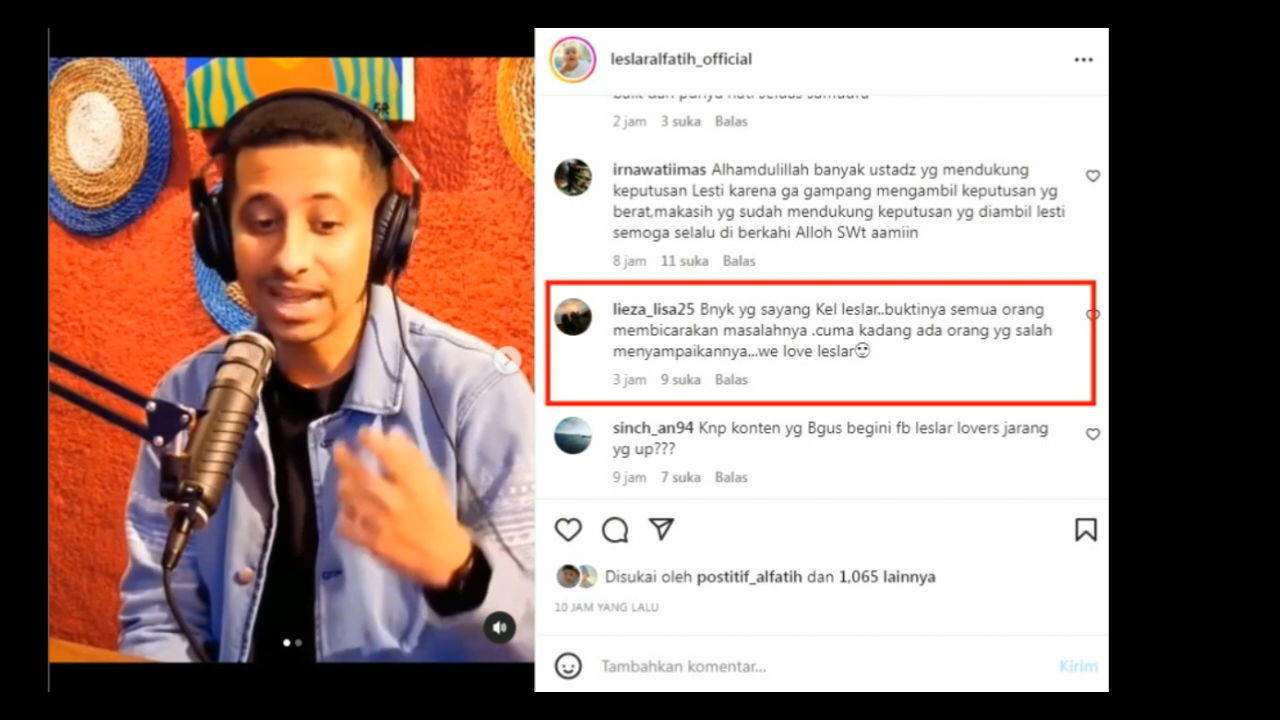 leslaralfatih_official
2 jam 3 suka Balas
irnawatiimas Alhamdulillah banyak ustadz yg mendukung
keputusan Lesti karena ga gampang mengambil keputusan yg
berat,makasih yg sudah mendukung keputusan yg diambil lesti
semoga selalu di berkahi Alloh SWt aamiin
8 jam 11 suka Balas
lieza_lisa25 Bnyk yg sayang Kel leslar..buktinya semua orang
membicarakan masalahnya .cuma kadang ada orang yg salah
menyampaikannya...we love leslar
3 jam 9 suka Balas
sinch_an94 Knp konten yg Bgus begini fb leslar lovers jarang
yg up???
9 jam 7 suka Balas
Disukai oleh postitif_alfatih dan 1,065 lainnya
10 JAM YANG LALU
Tambahkan komentar...
Kirim